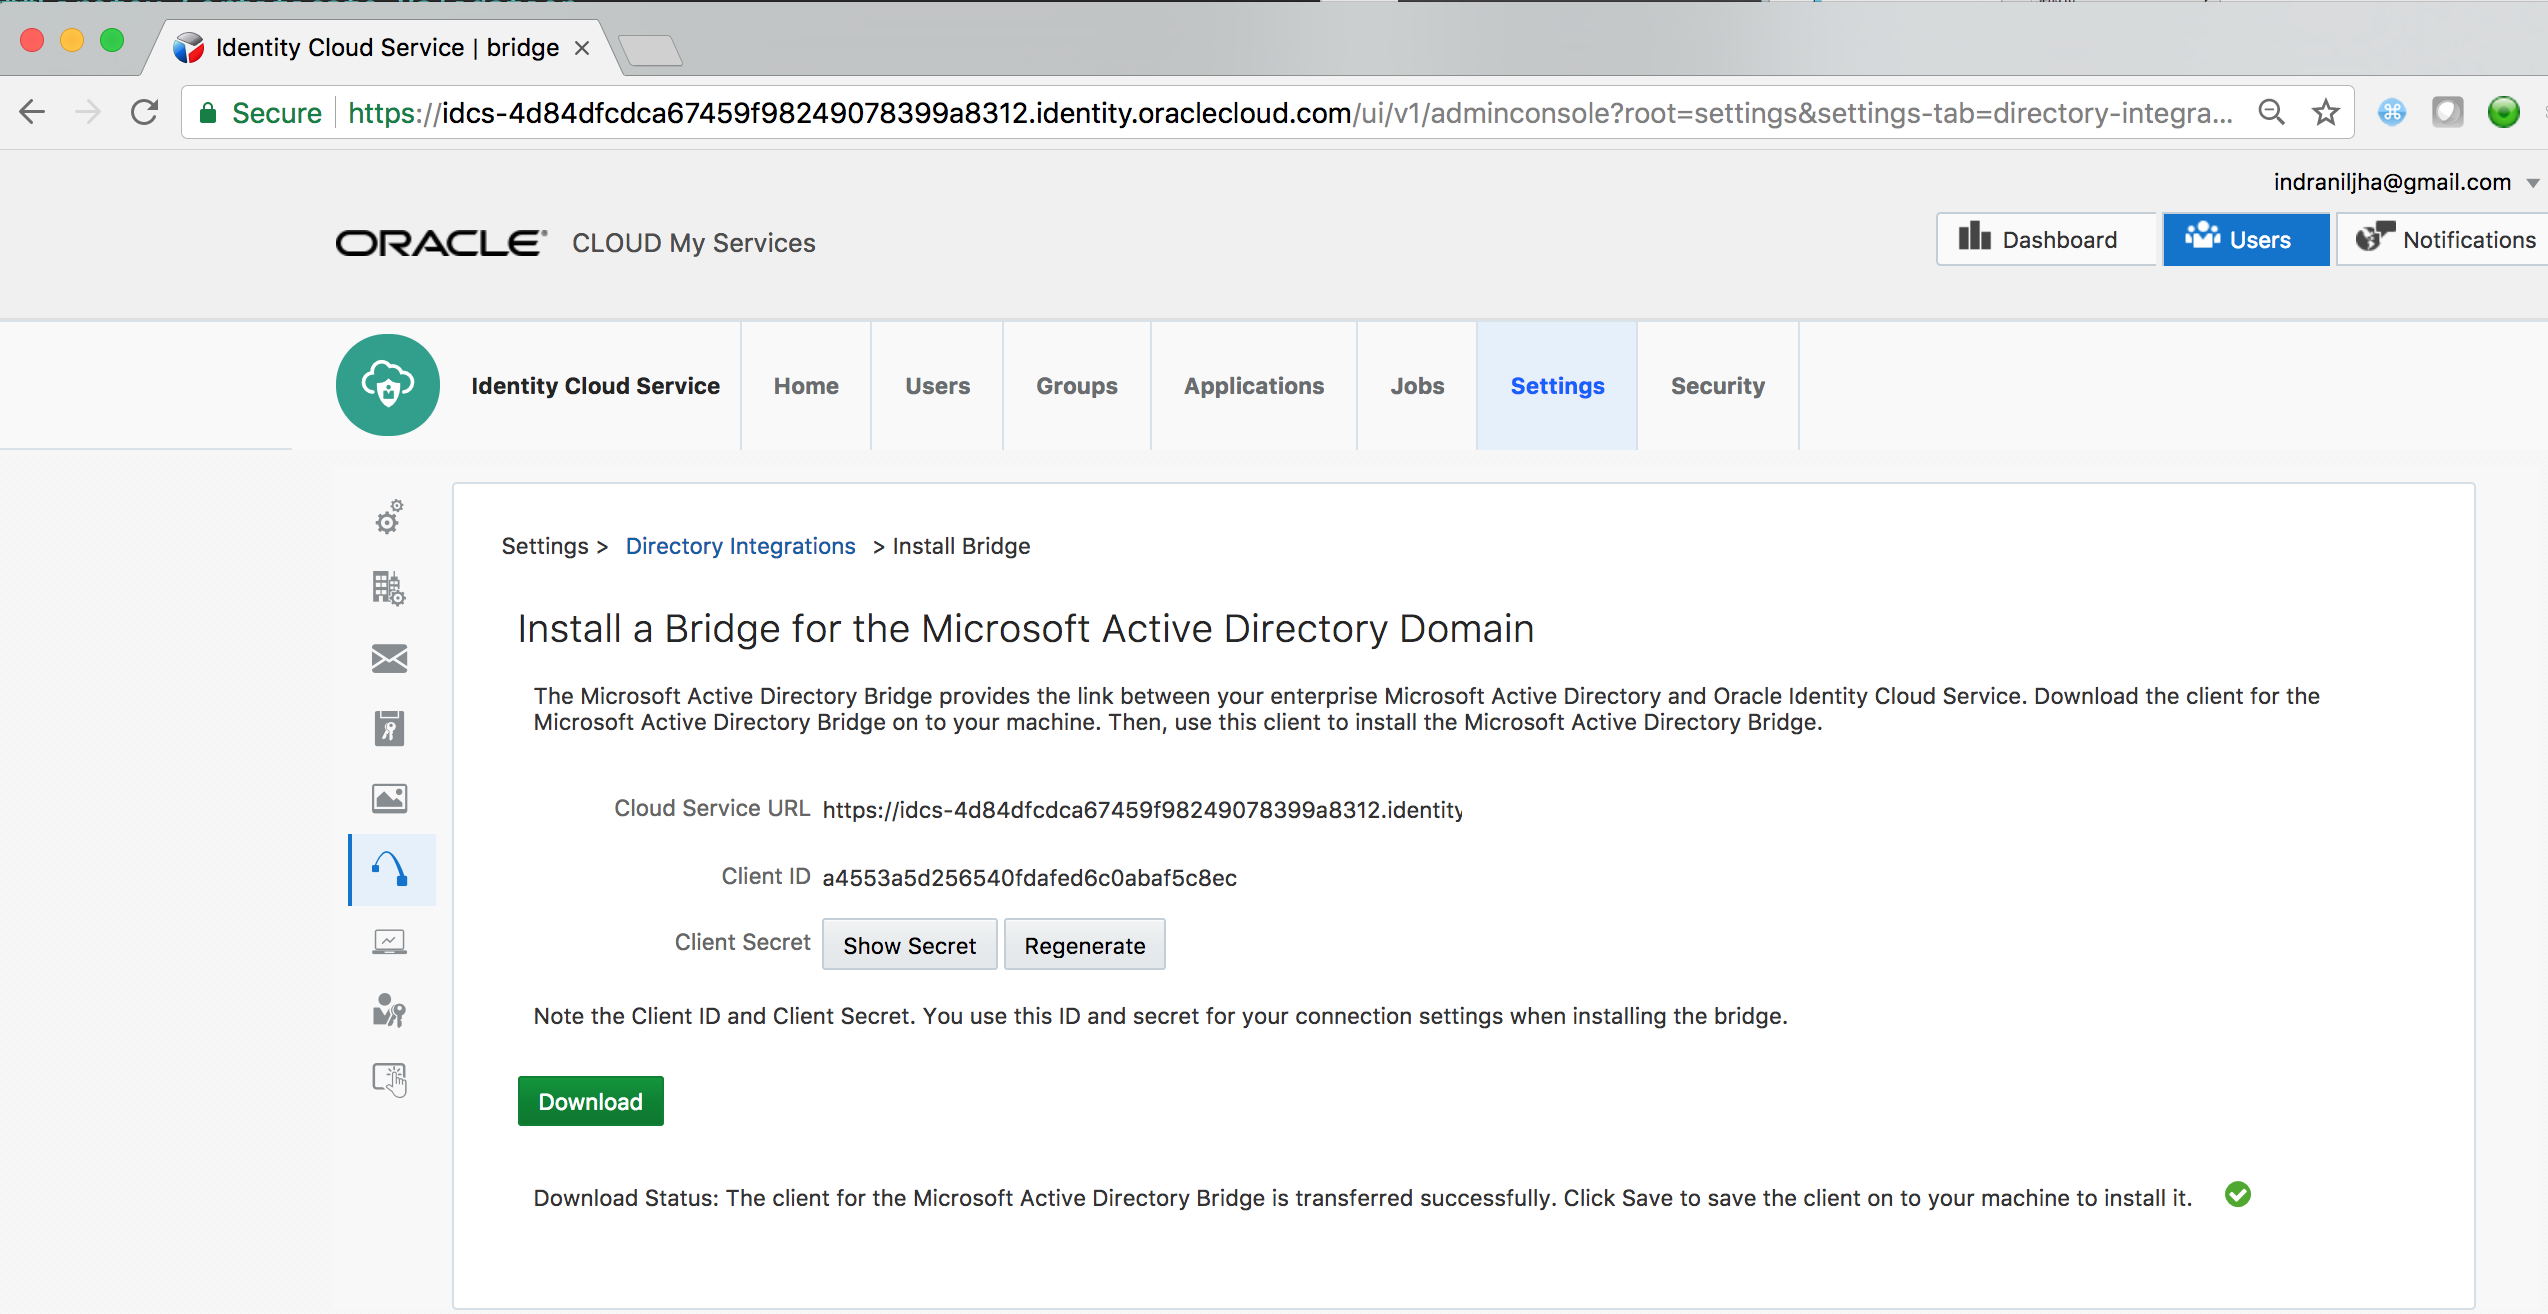 Identity Cloud Service | bridge
Secure https://idcs-4d84dfcdca67459f98249078399a8312.identity.oraclecloud.com/ui/v1/adminconsole?root=settings&settings-tab=directory-integra...
indraniljha@gmail.com
ORACLE CLOUD My Services
Dashboard Users Notifications
Identity Cloud Service Home Users Groups Applications Jobs Settings Security
Settings > Directory Integrations > Install Bridge
Install a Bridge for the Microsoft Active Directory Domain
The Microsoft Active Directory Bridge provides the link between your enterprise Microsoft Active Directory and Oracle Identity Cloud Service. Download the client for the
Microsoft Active Directory Bridge on to your machine. Then, use this client to install the Microsoft Active Directory Bridge.
Cloud Service URL https://idcs-4d84dfcdca67459f98249078399a8312.identity
Client ID a4553a5d256540fdafed6c0abaf5c8ec
Client Secret Show Secret Regenerate
Note the Client ID and Client Secret. You use this ID and secret for your connection settings when installing the bridge.
Download
Download Status: The client for the Microsoft Active Directory Bridge is transferred successfully. Click Save to save the client on to your machine to install it.